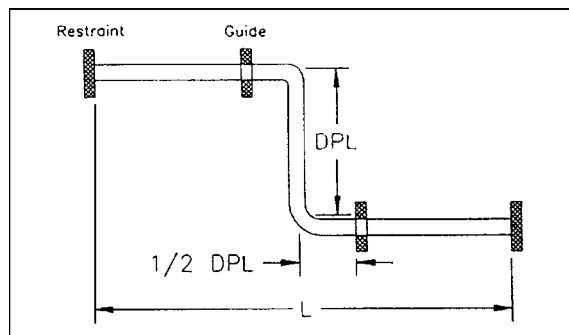 Restraint
Guide
DPL
1/2 DPL
L